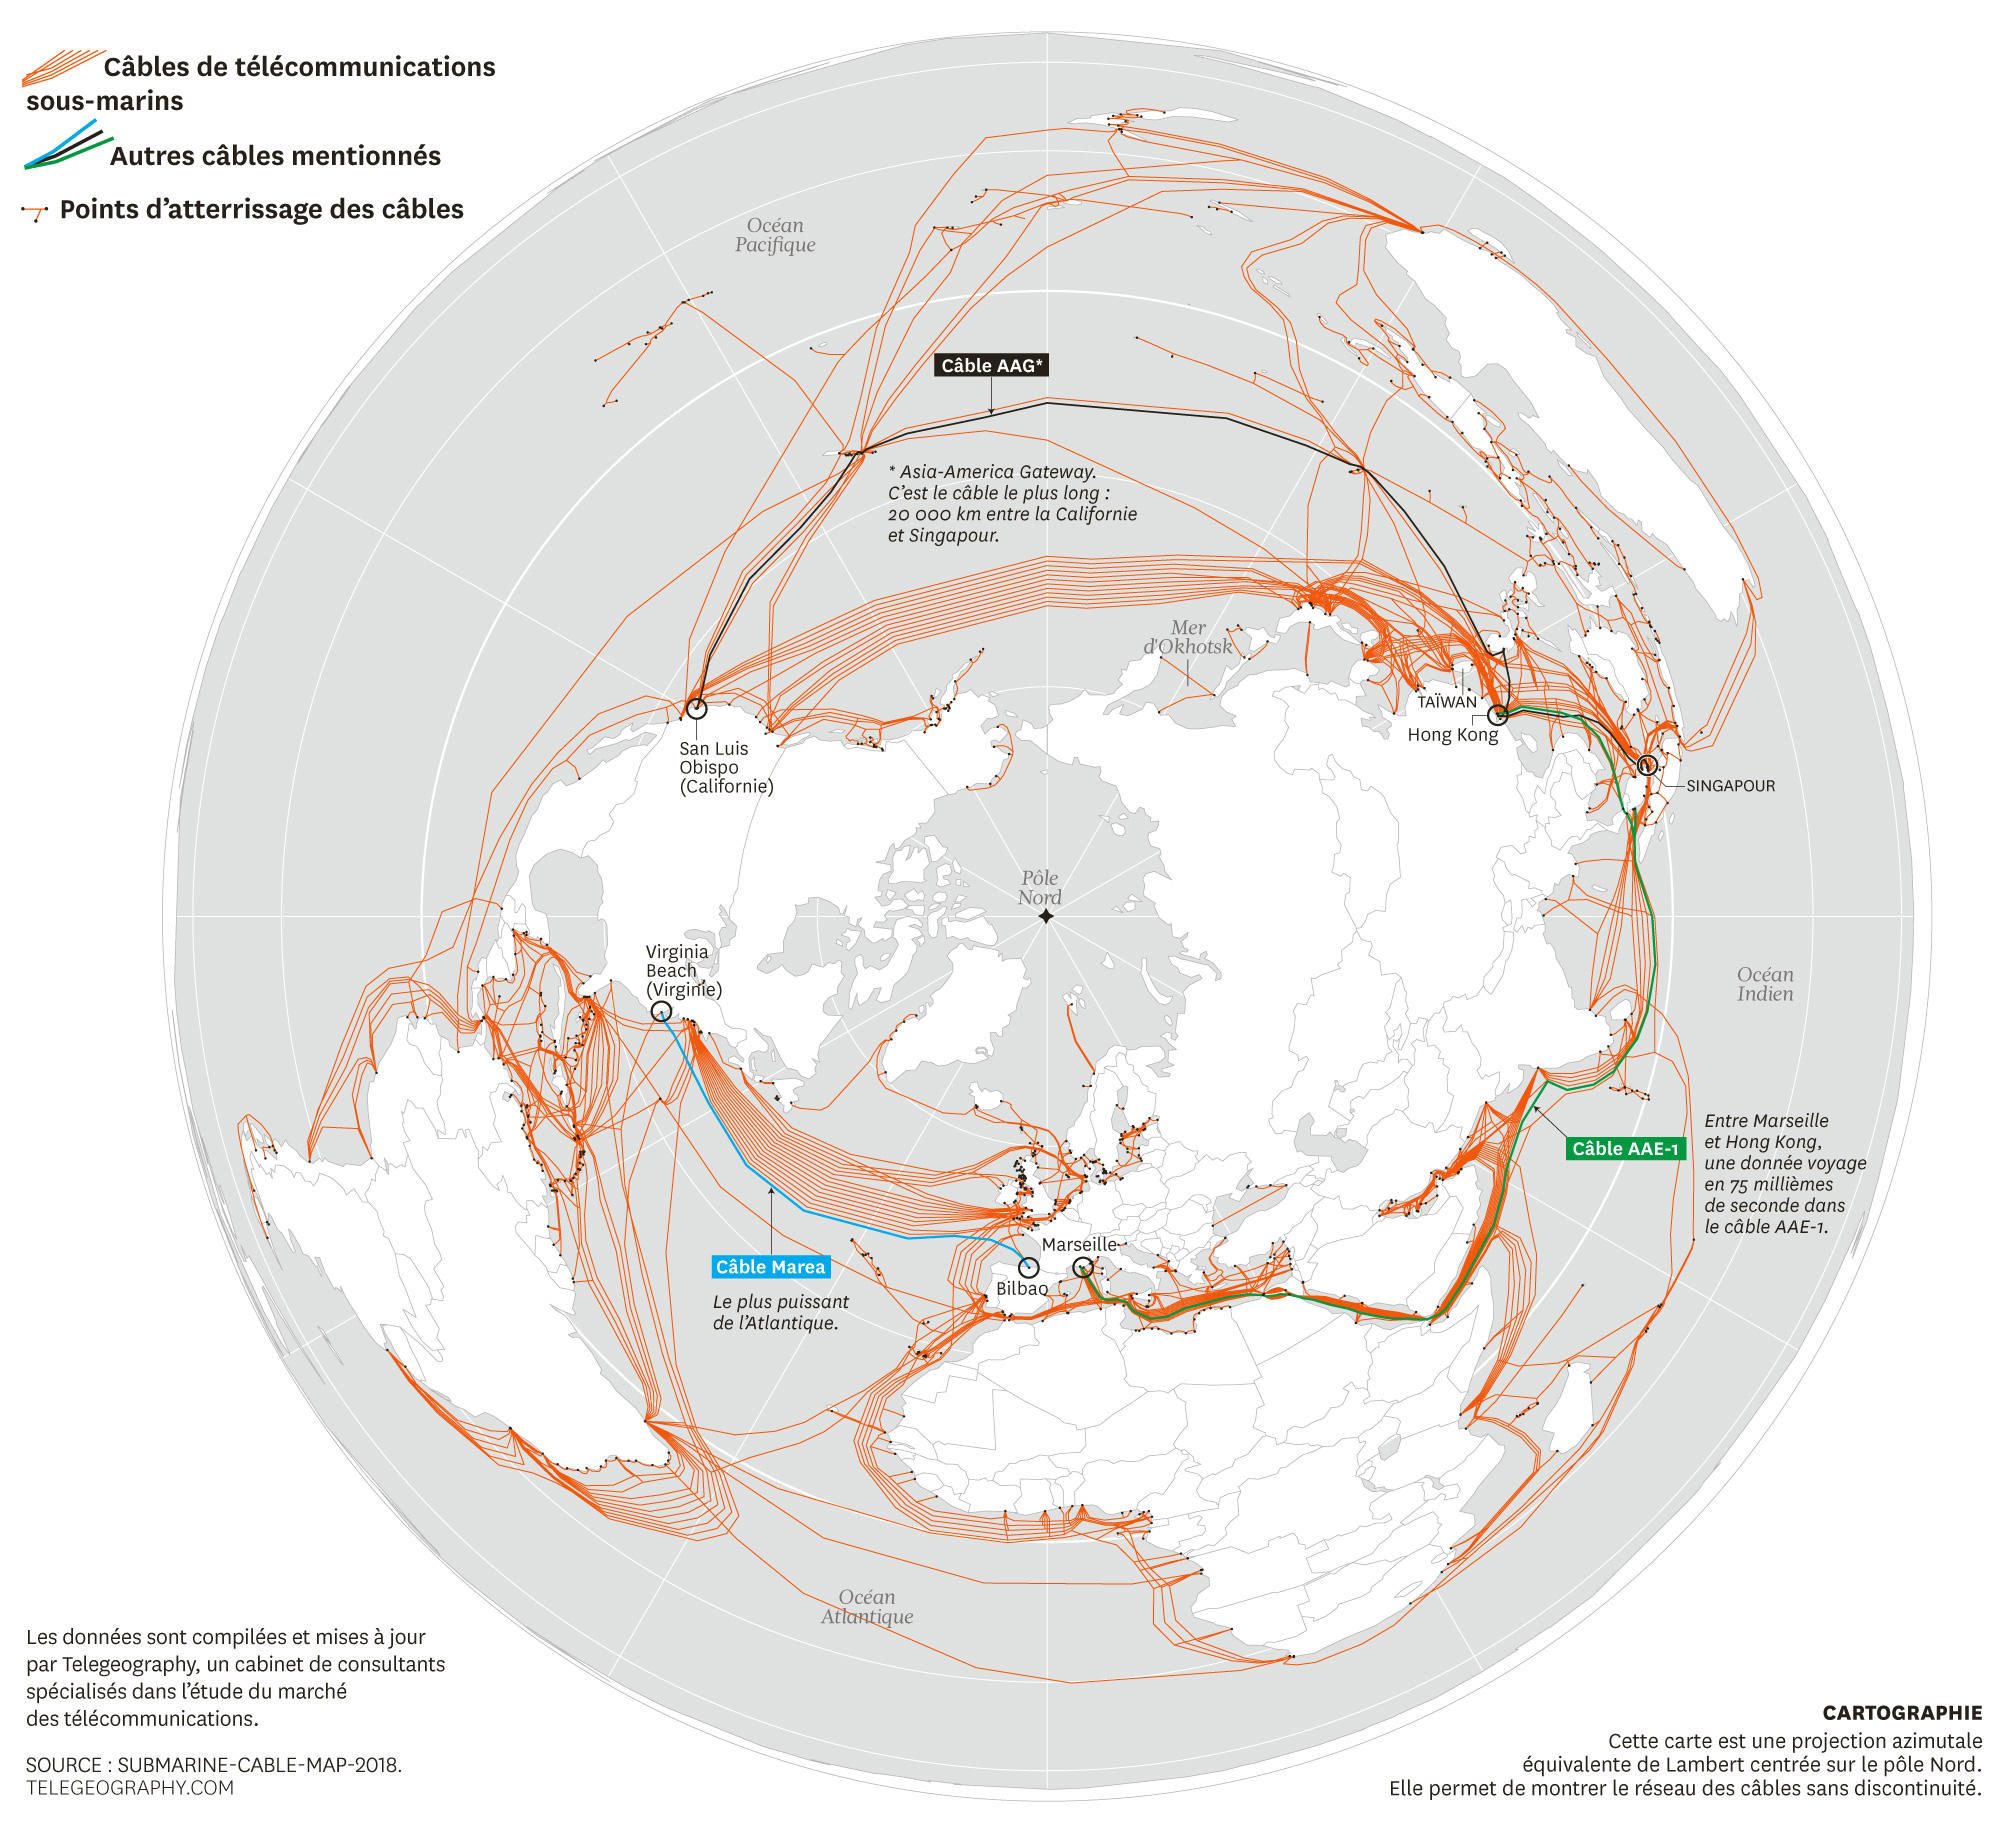 Câbles de télécommunications
sous-marins
Autres câbles mentionnés
Points d’atterrissage des câbles
Océan
Pacifique
Câble AAG*
* Asia-America Gateway.
C’est le câble le plus long :
20 000 km entre la Californie
et Singapour.
Mer
d'Okhotsk
TAÏWAN
Hong Kong
San Luis
Obispo
(Californie)
SINGAPOUR
Pôle
Nord
Virginia
Beach
(Virginie)
Océan
Indien
Câble AAE-1
Entre Marseille
et Hong Kong,
une donnée voyage
en 75 millièmes
de seconde dans
le câble AAE-1.
Marseille
Bilbao
Câble Marea
Le plus puissant
de l’Atlantique.
Océan
Atlantique
Les données sont compilées et mises à jour
par Telegeography, un cabinet de consultants
spécialisés dans l’étude du marché
des télécommunications.
SOURCE : SUBMARINE-CABLE-MAP-2018.
TELEGEOGRAPHY.COM
CARTOGRAPHIE
Cette carte est une projection azimutale
équivalente de Lambert centrée sur le pôle Nord.
Elle permet de montrer le réseau des câbles sans discontinuité.